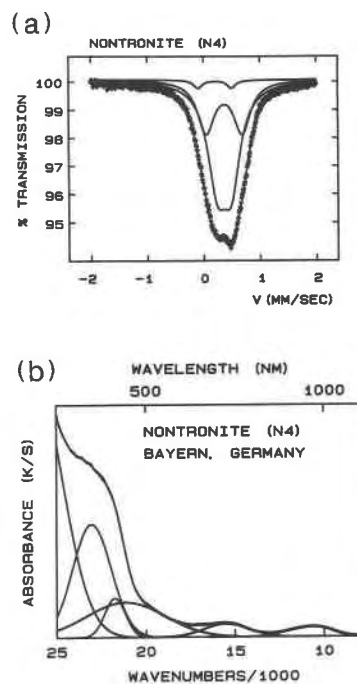 (a)
NONTRONITE (N4)
100
99
98
97
96
95
% TRANSMISSION
-2 -1 0 1 2
V (MM/SEC)
(b)
WAVELENGTH (NM)
500 1000
NONTRONITE (N4)
BAYERN, GERMANY
ABSORBANCE (K/S)
25 20 15 10
WAVENUMBERS/1000